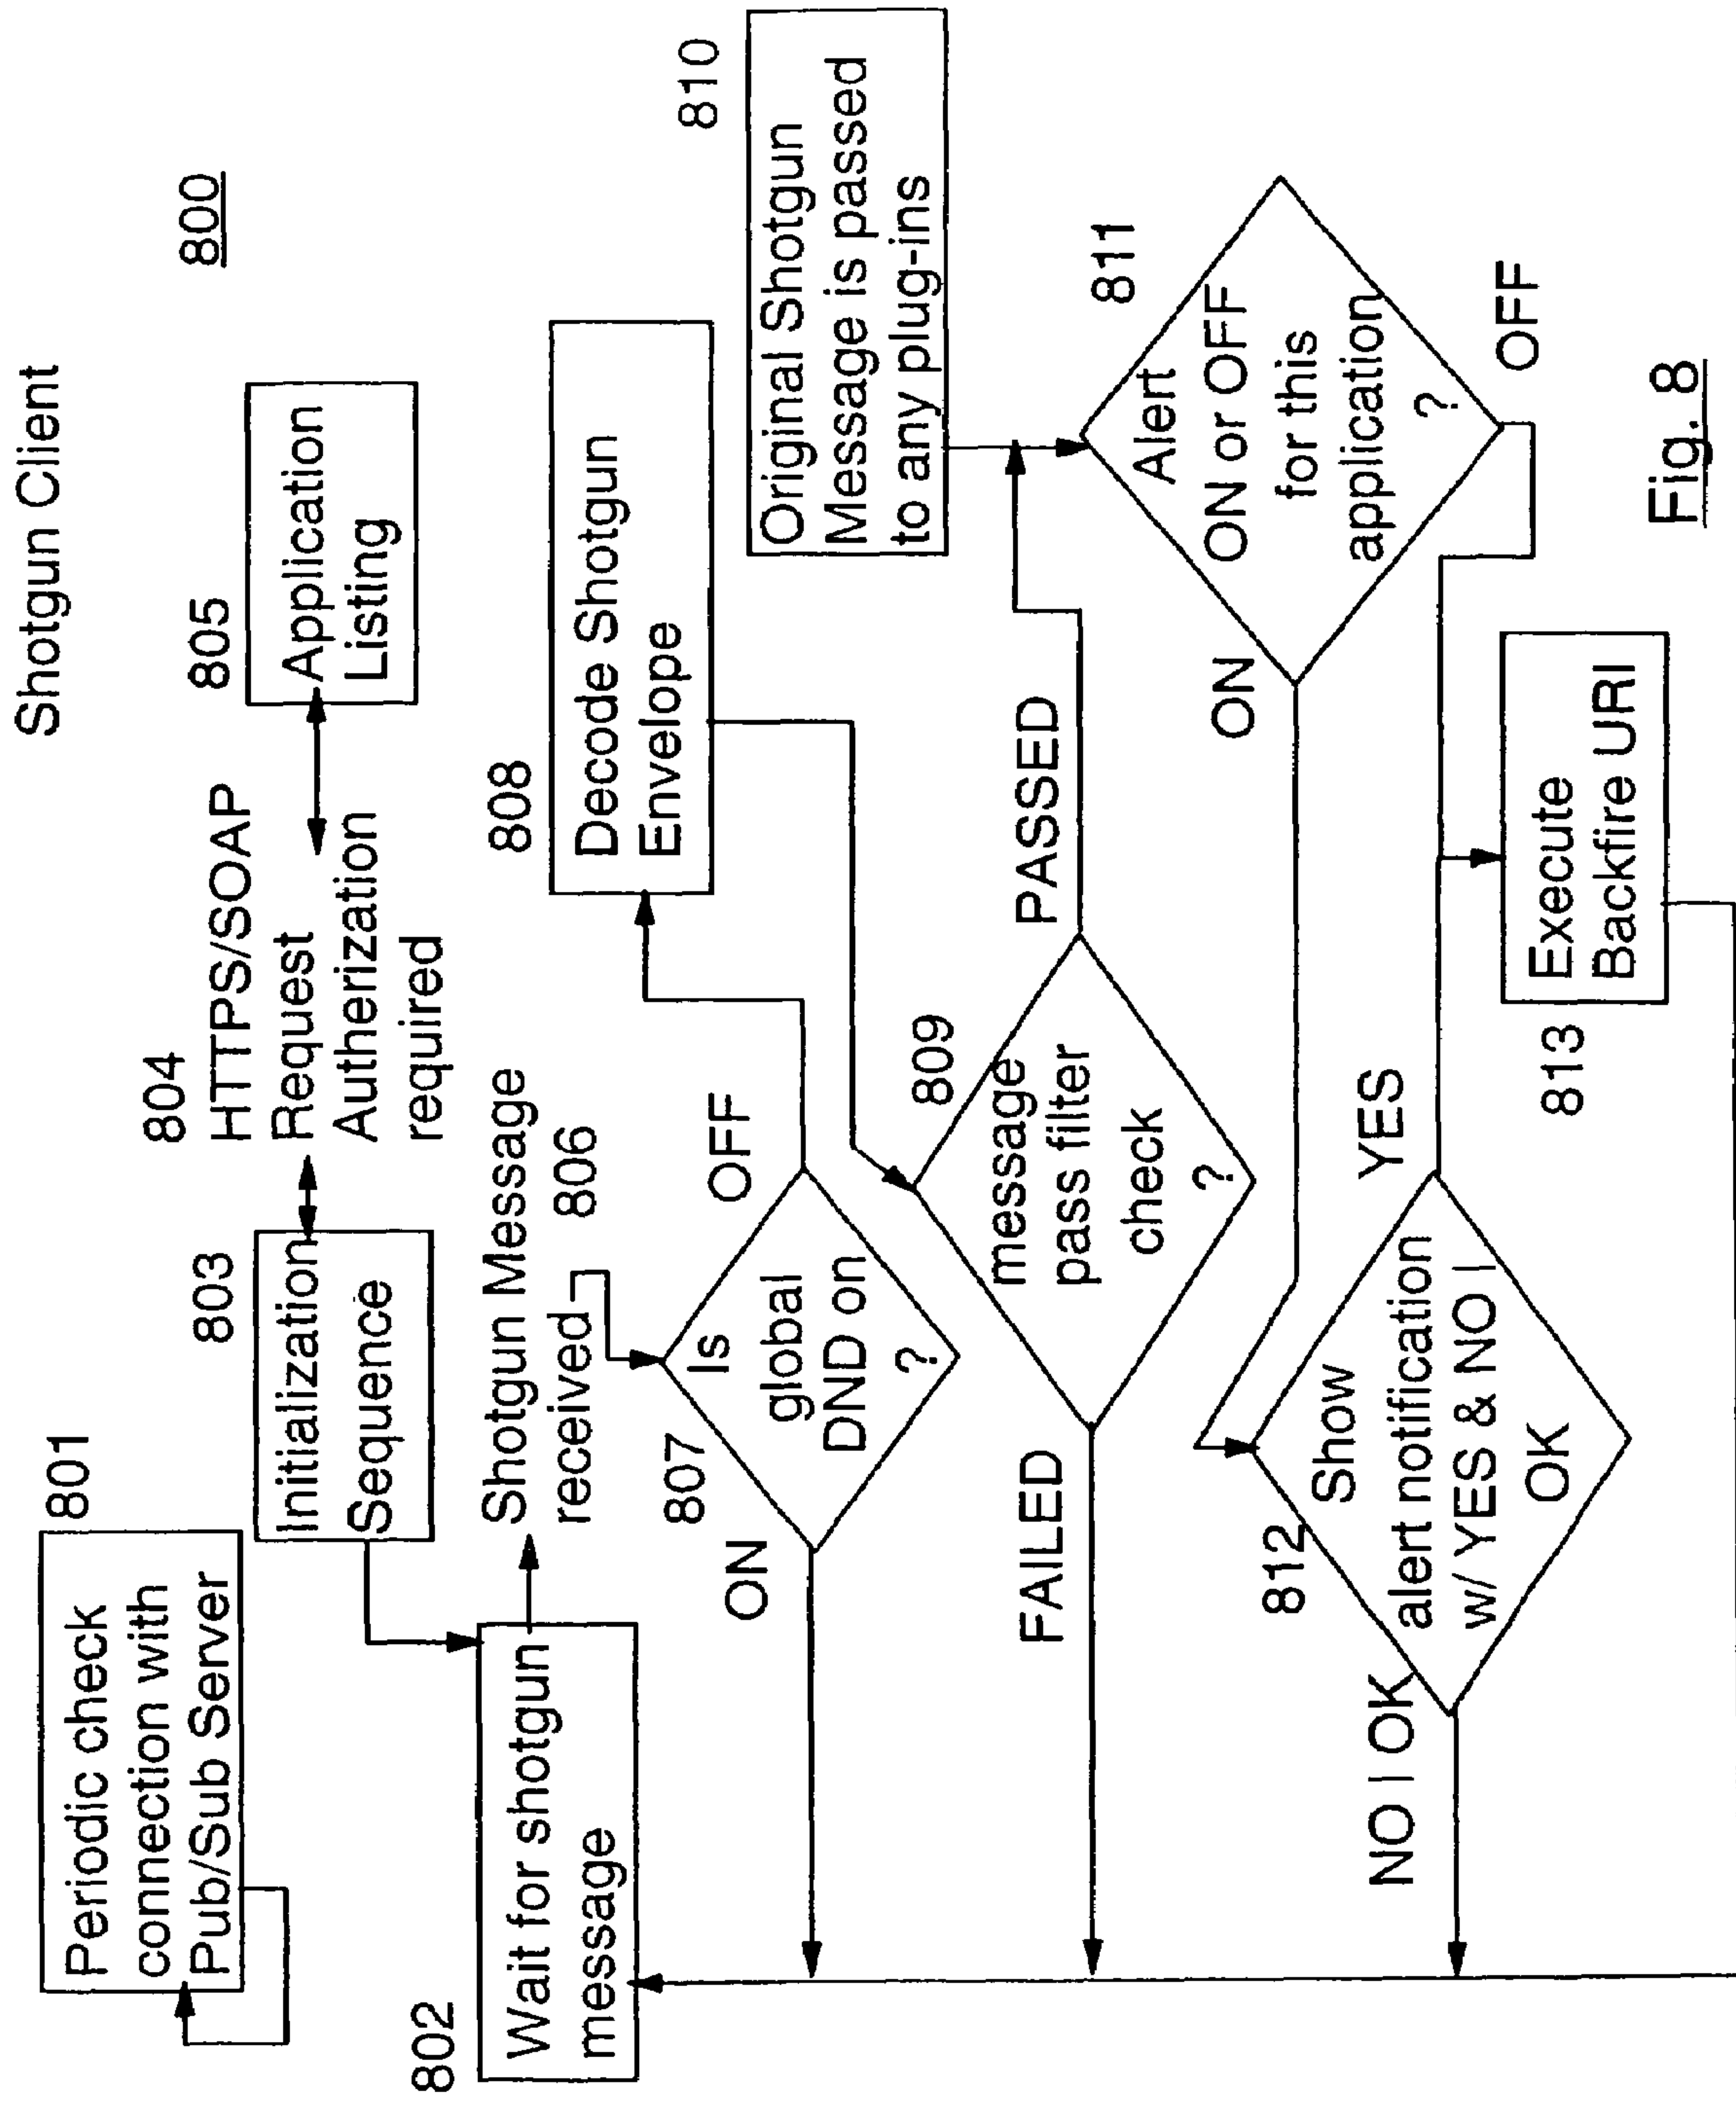 Shotgun Client
800
801
Periodic check
connection with
Pub/Sub Server
803
Initialization
Sequence
804
HTTPS/SOAP
Request
Autherization
required
805
Application
Listing
802
Wait for shotgun
message
Shotgun Message
received
806
807
Is
global
DND on
?
ON
OFF
808
Decode Shotgun
Envelope
809
message
pass filter
check
?
FAILED
PASSED
810
Original Shotgun
Message is passed
to any plug-ins
811
Alert
ON or OFF
for this
application
?
ON
OFF
812
Show
alert notification
w/ YES & NO |
OK
NO | OK
YES
813
Execute
Backfire URI
Fig. 8